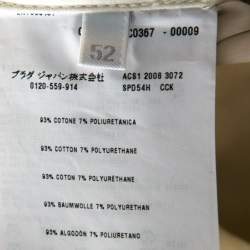 C0367 -00009
52
プラダ ジャパン株式会社 ACS1 2008 3072
0120-559-914 SPD54H CCK
93% COTONE 7% POLIURETANICA
93% COTTON 7% POLYURETHANE
93% COTON 7% POLYURÉTHANE
93% BAUMWOLLE 7% POLYURETHAN
93% ALGODÓN 7% POLIURETANO